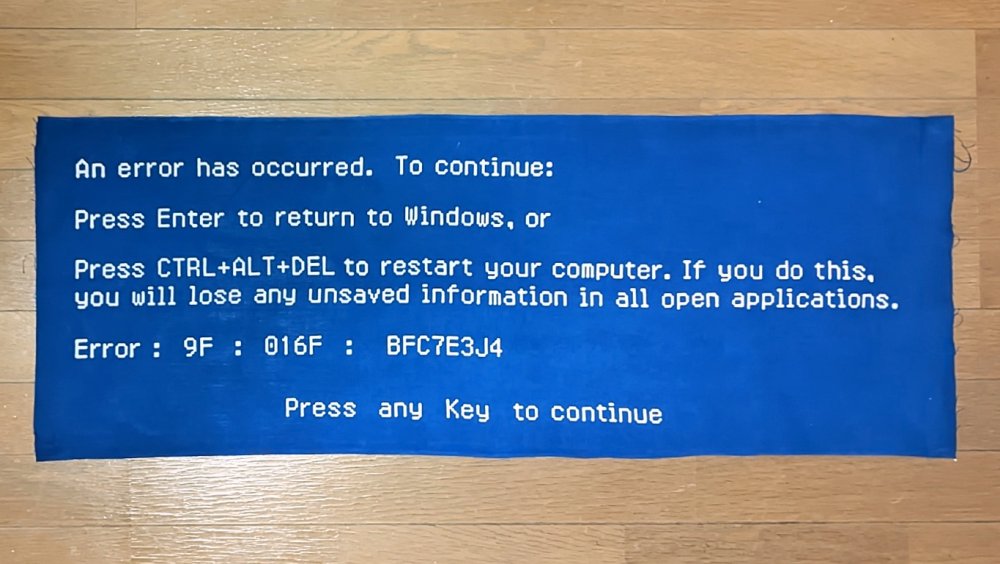 An error has occurred. To continue:
Press Enter to return to Windows, or
Press CTRL+ALT+DEL to restart your computer. If you do this,
you will lose any unsaved information in all open applications.
Error : 9F : 016F : BFC7E3J4
Press any Key to continue